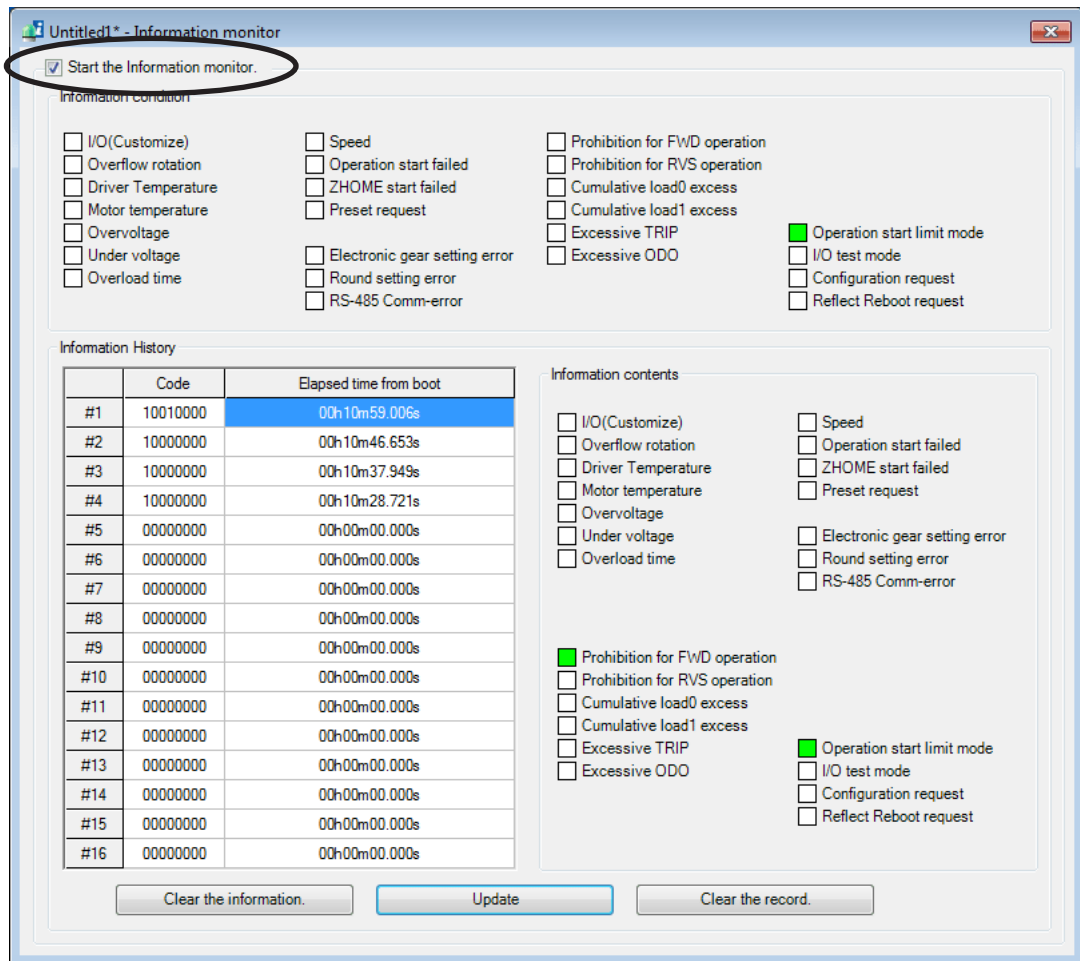 Untitled1* - Information monitor
Start the Information monitor.
Information condition
I/O(Customize)
Overflow rotation
Driver Temperature
Motor temperature
Overvoltage
Under voltage
Overload time
Speed
Operation start failed
ZHOME start failed
Preset request
Electronic gear setting error
Round setting error
RS-485 Comm-error
Prohibition for FWD operation
Prohibition for RVS operation
Cumulative load0 excess
Cumulative load1 excess
Excessive TRIP
Excessive ODO
Operation start limit mode
I/O test mode
Configuration request
Reflect Reboot request
Information History
Code Elapsed time from boot
#1 10010000 00h10m59.006s
#2 10000000 00h10m46.653s
#3 10000000 00h10m37.949s
#4 10000000 00h10m28.721s
#5 00000000 00h00m00.000s
#6 00000000 00h00m00.000s
#7 00000000 00h00m00.000s
#8 00000000 00h00m00.000s
#9 00000000 00h00m00.000s
#10 00000000 00h00m00.000s
#11 00000000 00h00m00.000s
#12 00000000 00h00m00.000s
#13 00000000 00h00m00.000s
#14 00000000 00h00m00.000s
#15 00000000 00h00m00.000s
#16 00000000 00h00m00.000s
Information contents
I/O(Customize)
Overflow rotation
Driver Temperature
Motor temperature
Overvoltage
Under voltage
Overload time
Speed
Operation start failed
ZHOME start failed
Preset request
Electronic gear setting error
Round setting error
RS-485 Comm-error
Prohibition for FWD operation
Prohibition for RVS operation
Cumulative load0 excess
Cumulative load1 excess
Excessive TRIP
Excessive ODO
Operation start limit mode
I/O test mode
Configuration request
Reflect Reboot request
Clear the information.
Update
Clear the record.